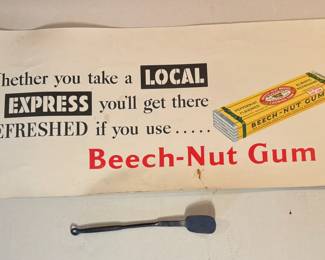 hether you take a LOCAL
EXPRESS you'll get there
EFRESHED if you use .....
Beech-Nut Gum
BEECH-NUT GUM